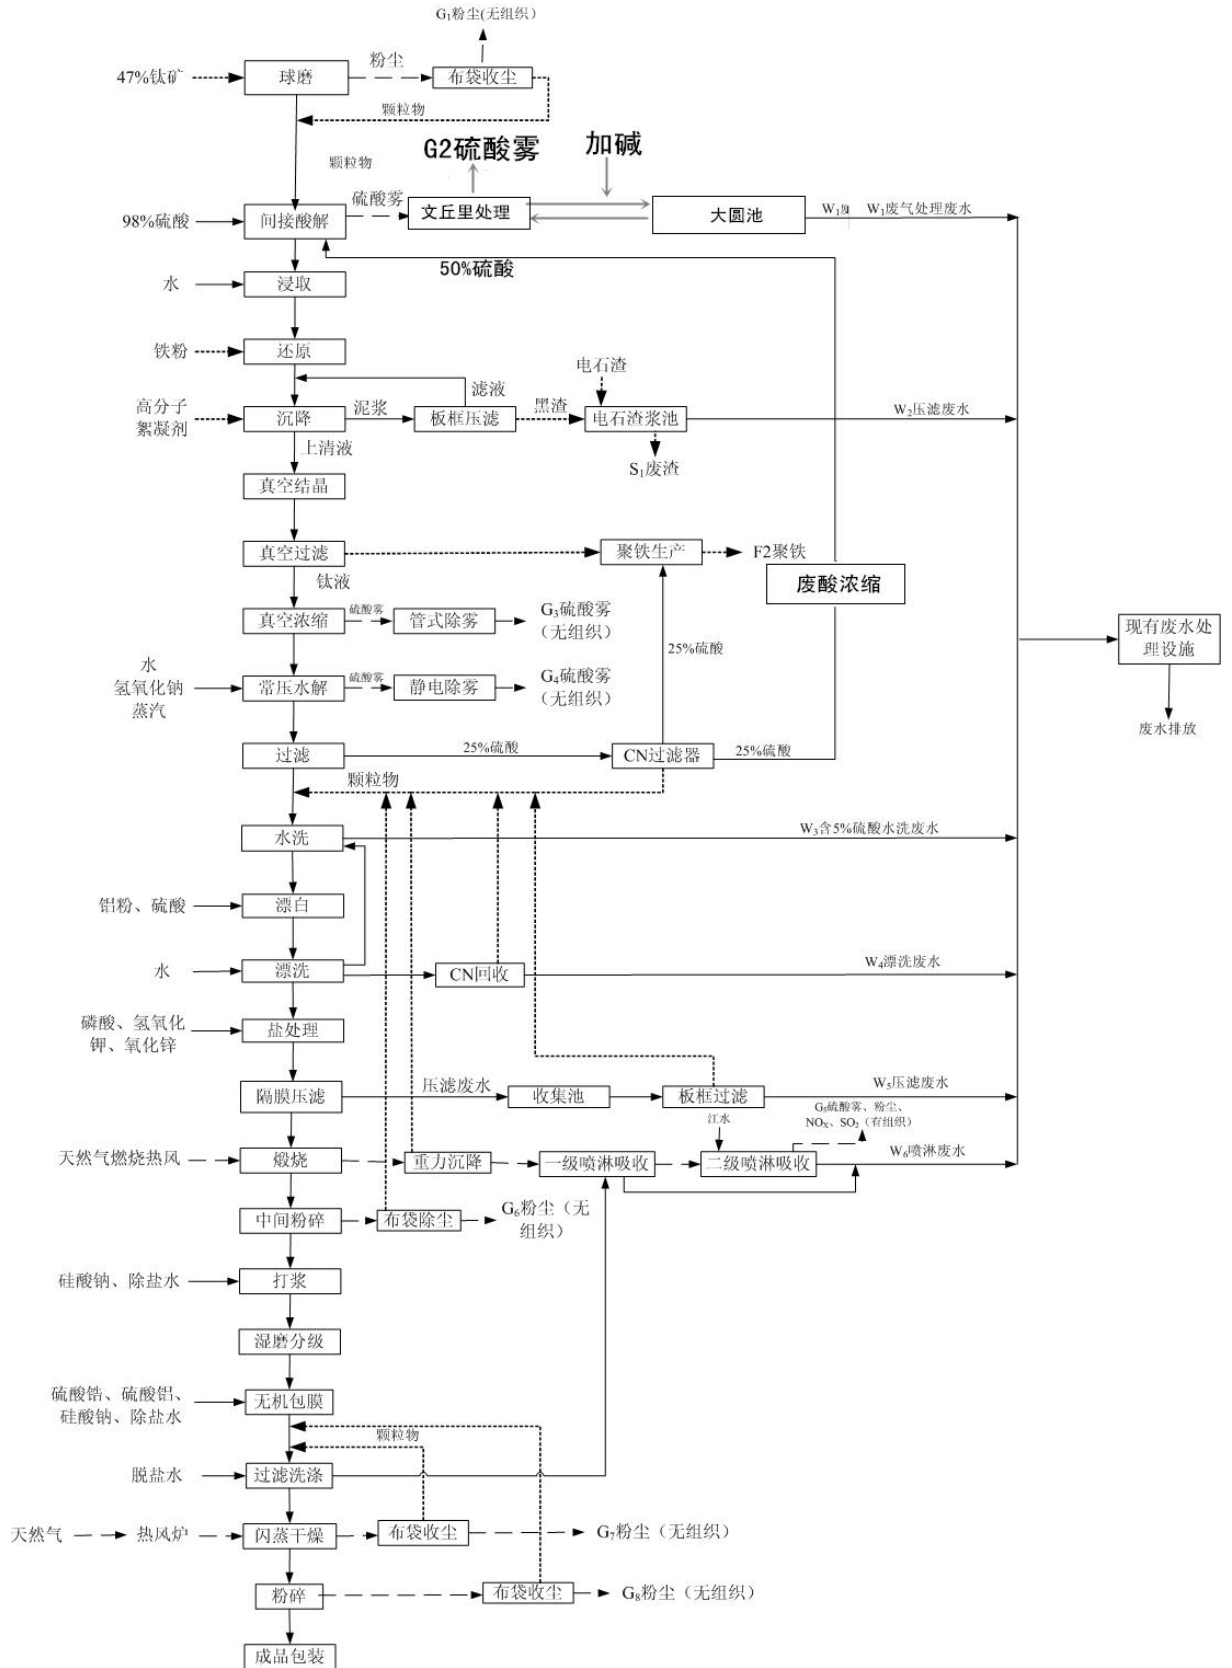 G₁粉尘(无组织）
粉尘
47%钛矿
球磨
布袋收尘
颗粒物
G2硫酸雾
加碱
颗粒物
硫酸雾
98%硫酸
间接酸解
文丘里处理
大圆池
W₁废气处理废水
50%硫酸
水
浸取
铁粉
还原
电石渣
滤液
高分子
絮凝剂
沉降
泥浆
板框压滤
黑渣
电石渣浆池
W₂压滤废水
上清液
S₁废渣
真空结晶
真空过滤
聚铁生产
F2聚铁
钛液
废酸浓缩
真空浓缩
硫酸雾
管式除雾
G₃硫酸雾
（无组织）
25%硫酸
现有废水处
理设施
水
氢氧化钠
蒸汽
常压水解
硫酸雾
静电除雾
G₄硫酸雾
（无组织）
废水排放
过滤
25%硫酸
CN过滤器
25%硫酸
颗粒物
水洗
W₃含5%硫酸水洗废水
铝粉、硫酸
漂白
水
漂洗
CN回收
W₄漂洗废水
磷酸、氢氧化
钾、氧化锌
盐处理
隔膜压滤
压滤废水
收集池
板框过滤
W₅压滤废水
江水
G₅硫酸雾、粉尘、
NOX、SO₂（有组织）
天然气燃烧热风
煅烧
重力沉降
一级喷淋吸收
二级喷淋吸收
W₆喷淋废水
中间粉碎
布袋除尘
G₆粉尘（无
组织）
硅酸钠、除盐水
打浆
湿磨分级
硫酸锆、硫酸铝、
硅酸钠、除盐水
无机包膜
颗粒物
脱盐水
过滤洗涤
天然气
热风炉
闪蒸干燥
布袋收尘
G₇粉尘（无组织）
粉碎
布袋收尘
G₈粉尘（无组织）
成品包装